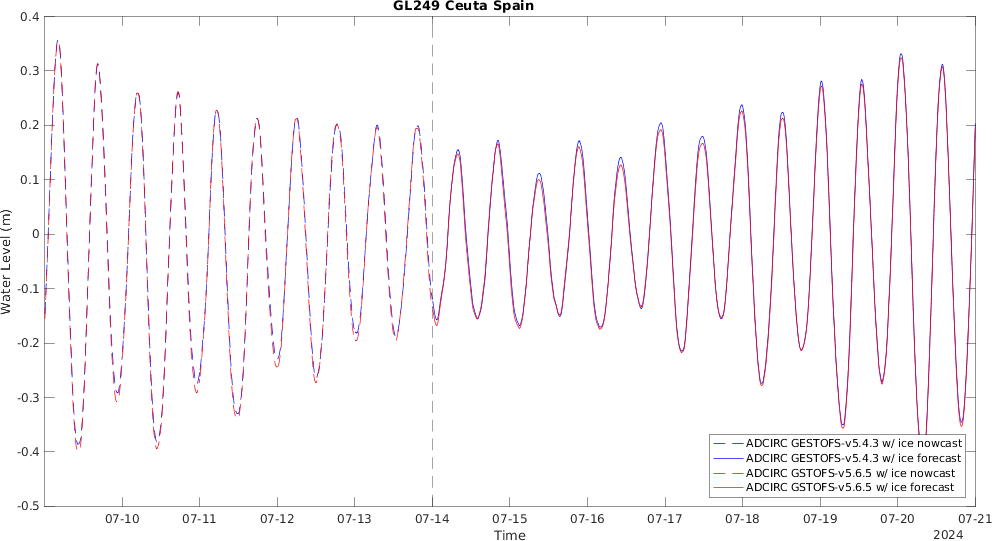 GL249 Ceuta Spain
Water Level (m)
0.4
0.3
0.2
0.1
0
-0.1
-0.2
-0.3
-0.4
-0.5
ADCIRC GESTOFS-v5.4.3 w/ ice nowcast
ADCIRC GESTOFS-v5.4.3 w/ ice forecast
ADCIRC GSTOFS-v5.6.5 w/ ice nowcast
ADCIRC GSTOFS-v5.6.5 w/ ice forecast
07-10 07-11 07-12 07-13 07-14 07-15 07-16 07-17 07-18 07-19 07-20 07-21
Time
2024